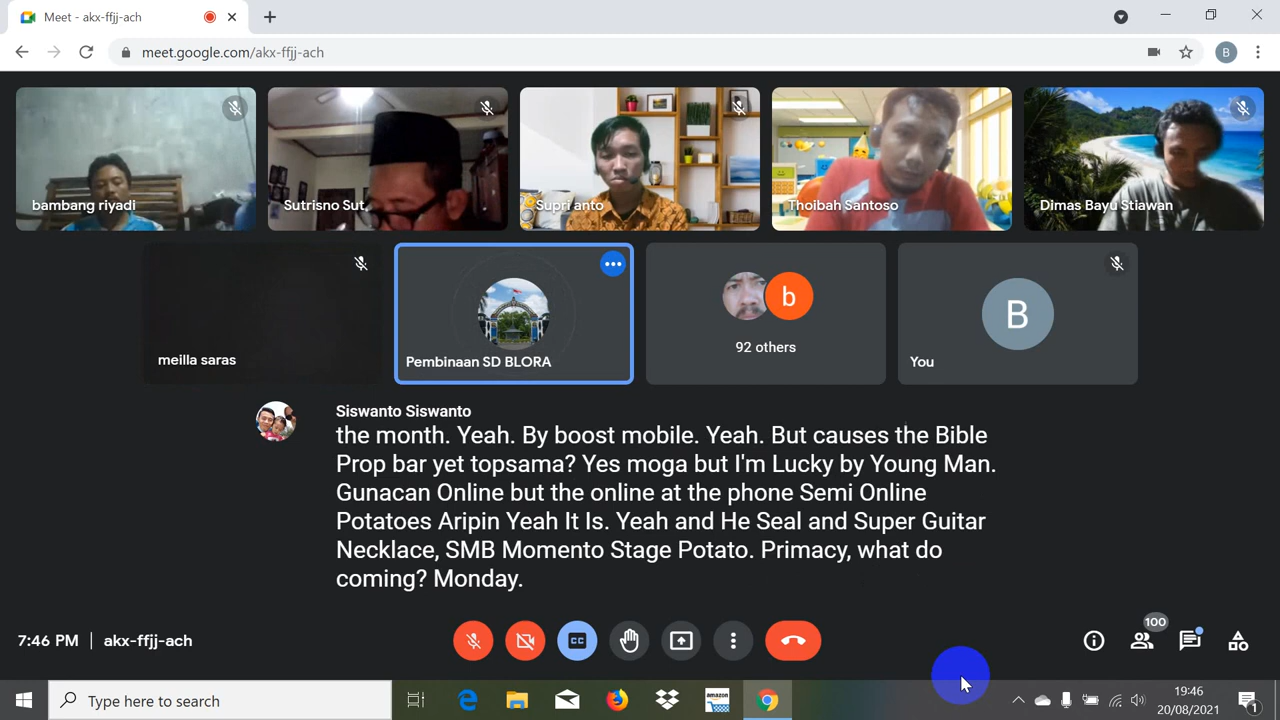 Meet - akx-ffjj-ach
meet.google.com/akx-ffjj-ach
B
bambang riyadi
Sutrisno Sut
Supri anto
Thoibah Santoso
Dimas Bayu Stiawan
meilla saras
Pembinaan SD BLORA
b
92 others
B
You
Siswanto Siswanto
the month. Yeah. By boost mobile. Yeah. But causes the Bible
Prop bar yet topsama? Yes moga but I'm Lucky by Young Man.
Gunacan Online but the online at the phone Semi Online
Potatoes Aripin Yeah It Is. Yeah and He Seal and Super Guitar
Necklace, SMB Momento Stage Potato. Primacy, what do
coming? Monday.
7:46 PM | akx-ffjj-ach
CC
100
Type here to search
amazon
19:46
20/08/2021
1